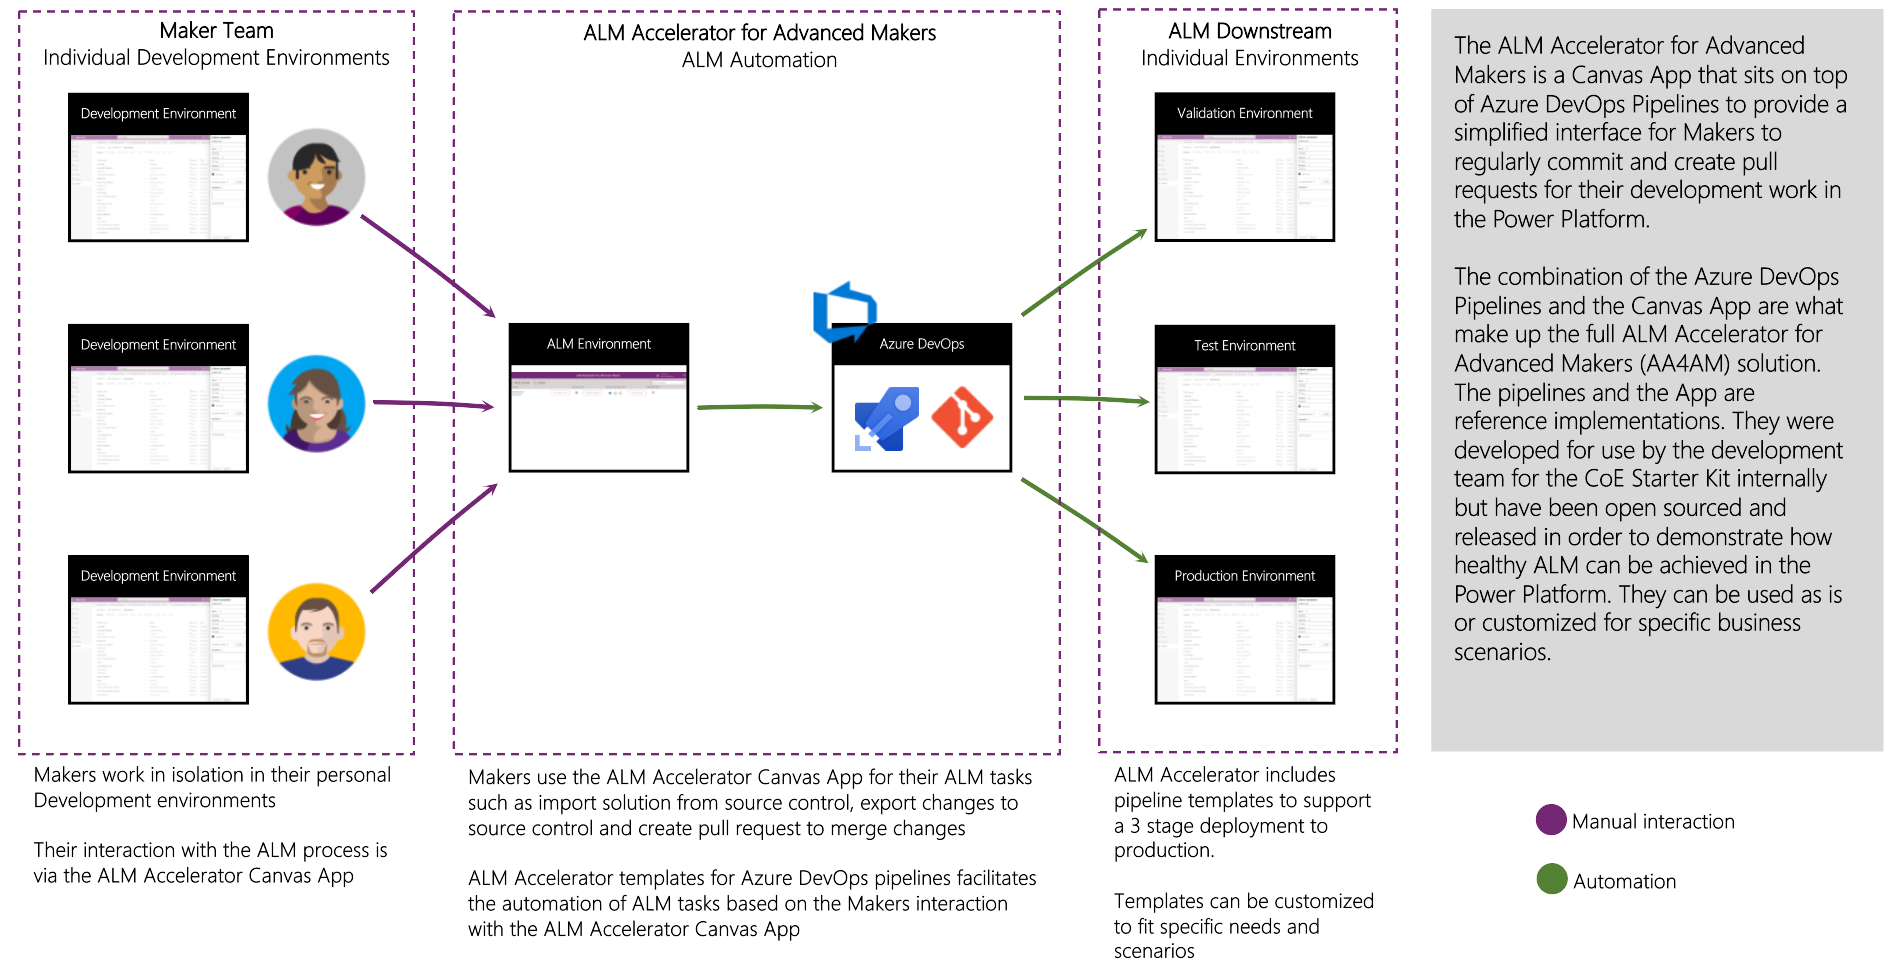 Maker Team
Individual Development Environments
Development Environment
Development Environment
Development Environment
Makers work in isolation in their personal
Development environments
Their interaction with the ALM process is
via the ALM Accelerator Canvas App
ALM Accelerator for Advanced Makers
ALM Automation
ALM Environment
Azure DevOps
Makers use the ALM Accelerator Canvas App for their ALM tasks
such as import solution from source control, export changes to
source control and create pull request to merge changes
ALM Accelerator templates for Azure DevOps pipelines facilitates
the automation of ALM tasks based on the Makers interaction
with the ALM Accelerator Canvas App
ALM Downstream
Individual Environments
Validation Environment
Test Environment
Production Environment
ALM Accelerator includes
pipeline templates to support
a 3 stage deployment to
production.
Templates can be customized
to fit specific needs and
scenarios
The ALM Accelerator for Advanced
Makers is a Canvas App that sits on top
of Azure DevOps Pipelines to provide a
simplified interface for Makers to
regularly commit and create pull
requests for their development work in
the Power Platform.
The combination of the Azure DevOps
Pipelines and the Canvas App are what
make up the full ALM Accelerator for
Advanced Makers (AA4AM) solution.
The pipelines and the App are
reference implementations. They were
developed for use by the development
team for the CoE Starter Kit internally
but have been open sourced and
released in order to demonstrate how
healthy ALM can be achieved in the
Power Platform. They can be used as is
or customized for specific business
scenarios.
Manual interaction
Automation